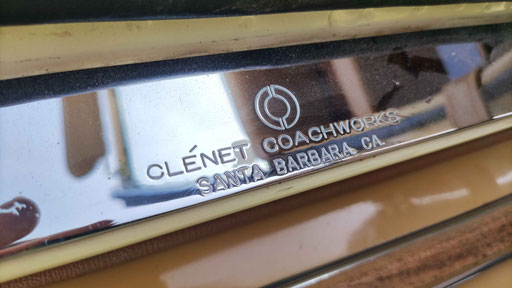 CLÉNET COACHWORKS
SANTA BARBARA, CA.